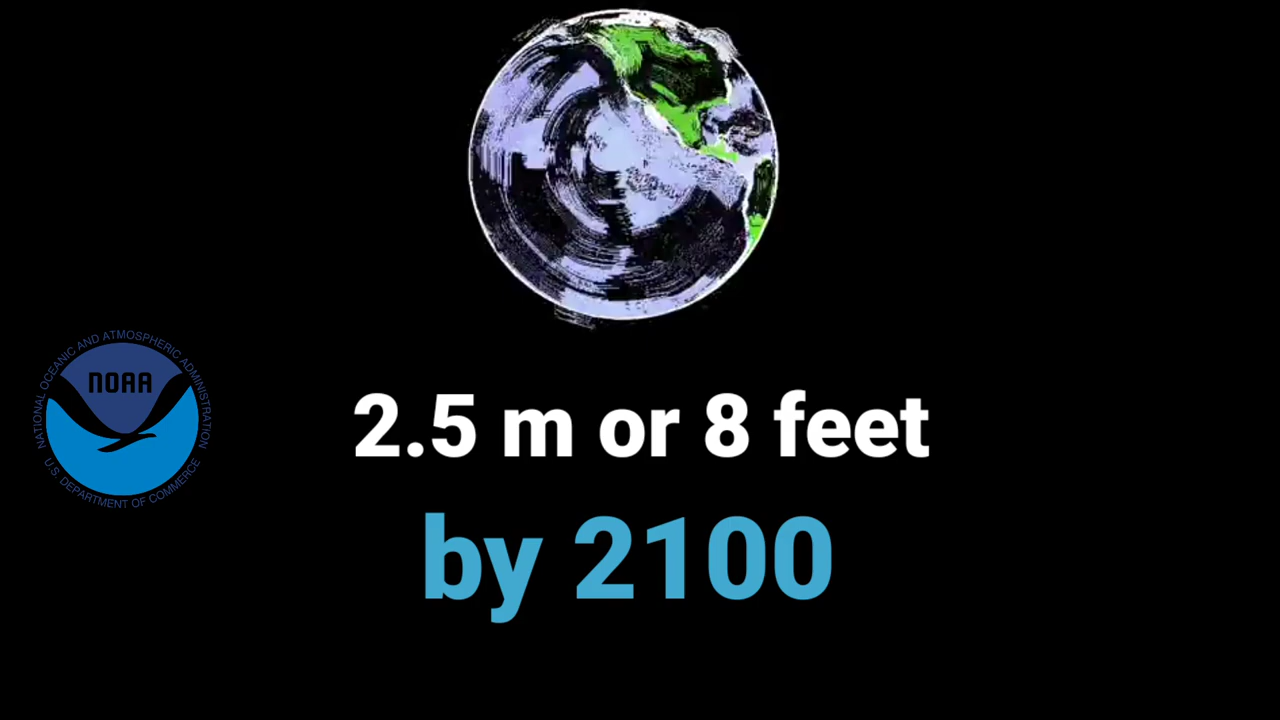 NATIONAL OCEANIC AND ATMOSPHERIC ADMINISTRATION
NOAA
U.S. DEPARTMENT OF COMMERCE
2.5 m or 8 feet
by 2100